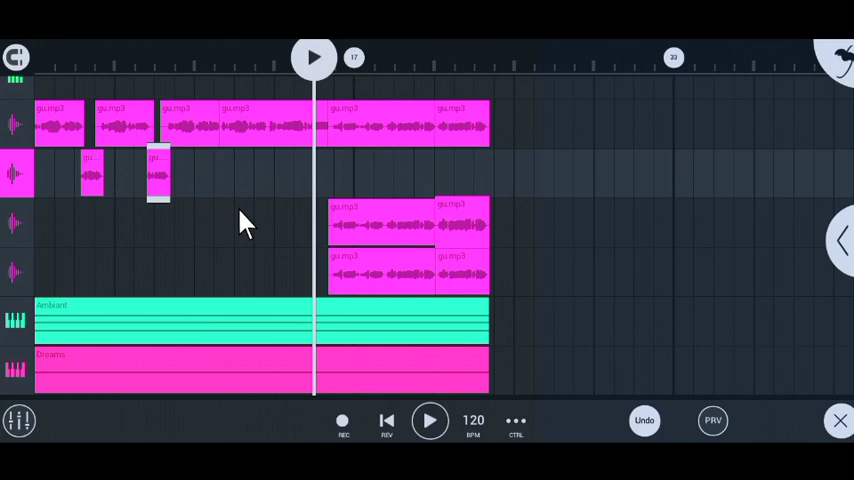 17
33
gu.mp3
gu.mp3
gu.mp3
gu.mp3
gu.mp3
gu.mp3
gu...
gu...
gu.mp3
gu.mp3
gu.mp3
gu.mp3
Ambiant
Dreams
REC
REV
120
BPM
CTRL
Undo
PRV